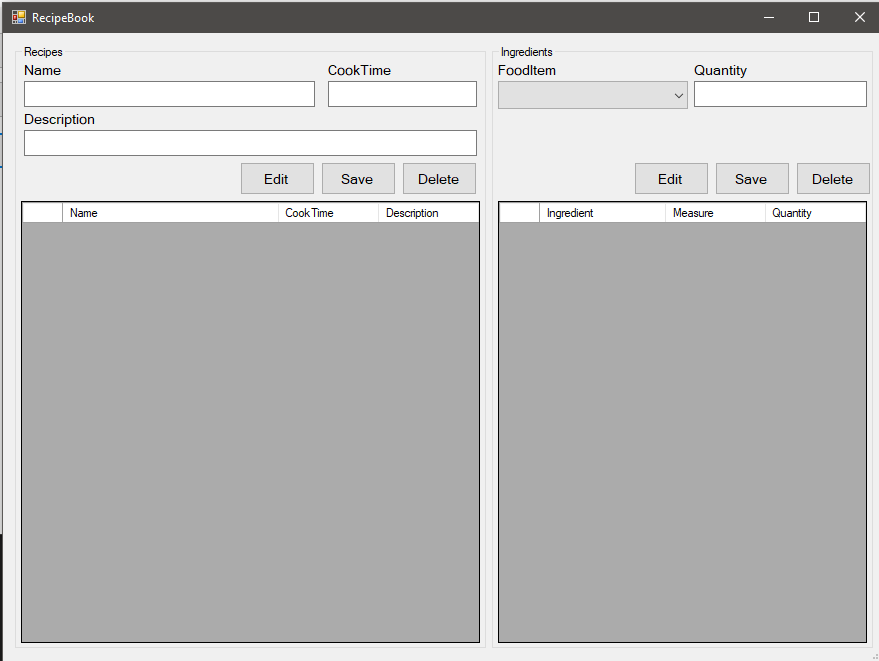 RecipeBook
Recipes
Name CookTime
Description
Edit Save Delete
Name CookTime Description
Ingredients
FoodItem Quantity
Edit Save Delete
Ingredient Measure Quantity